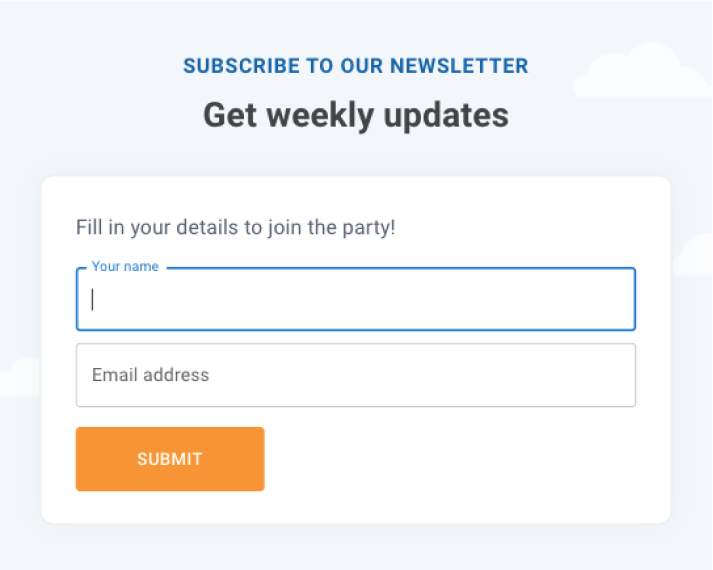 SUBSCRIBE TO OUR NEWSLETTER
Get weekly updates
Fill in your details to join the party!
Your name
Email address
SUBMIT